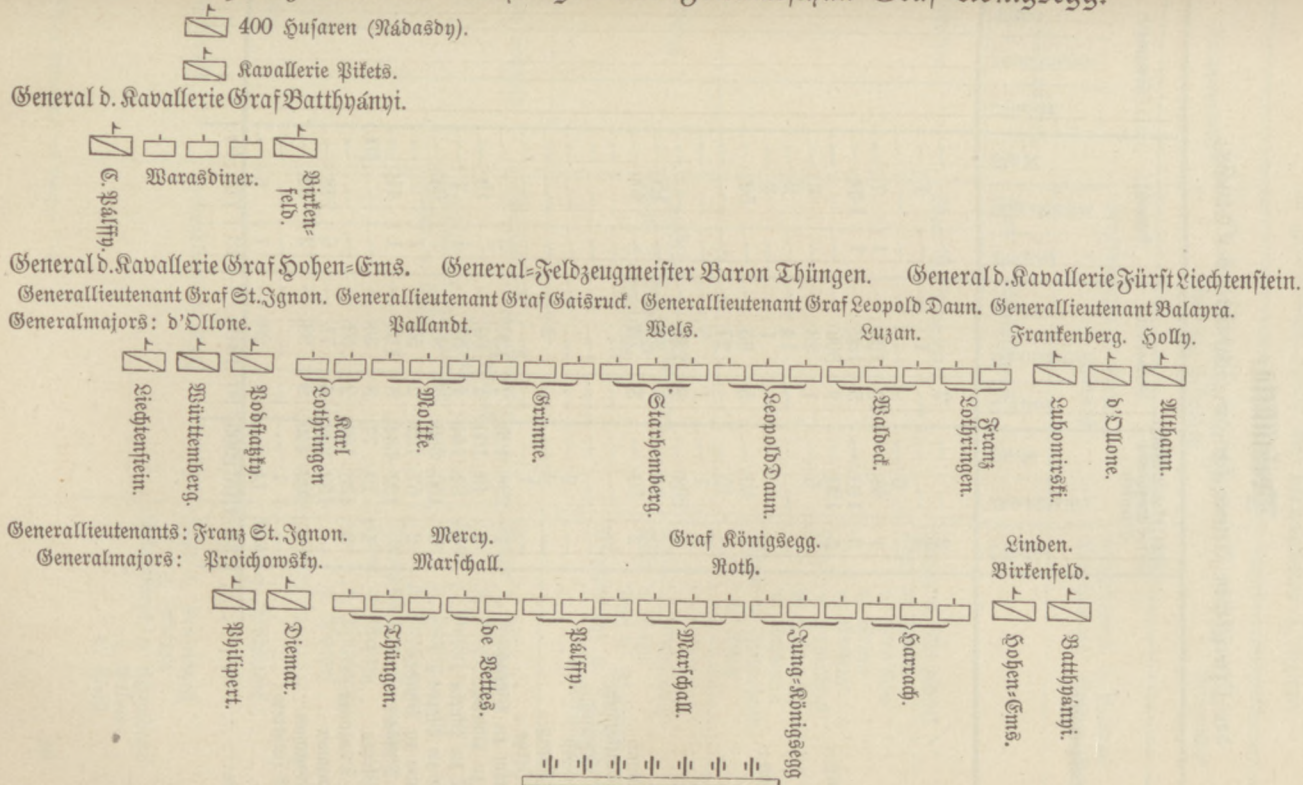 Graf Königsegg.
400 Husaren (Nádasdy).
Kavallerie Pikets.
General d. Kavallerie Graf Batthyányi.
C. Pálffy.
Warasdiner.
Birken=
feld.
General d. Kavallerie Graf Hohen=Ems. General=Feldzeugmeister Baron Thüngen. General d. Kavallerie Fürst Liechtenstein.
Generallieutenant Graf St. Ignon. Generallieutenant Graf Gaisruck. Generallieutenant Graf Leopold Daun. Generallieutenant Balayra.
Generalmajors: d'Ollone. Pallandt. Wels. Luzan. Frankenberg. Holly.
Liechtenstein.
Württemberg.
Podstatzky.
Karl
Lothringen
Moltke.
Grünne.
Starhemberg.
Leopold Daun.
Waldeck.
Franz
Lothringen.
Lubomirski.
d'Ollone.
Althann.
Generallieutenants: Franz St. Ignon. Mercy. Graf Königsegg. Linden.
Generalmajors: Proichowsky. Marschall. Roth. Birkenfeld.
Philipert.
Diemar.
Thüngen.
de Vettes.
Pálffy.
Marschall.
Jung=Königsegg
Harrach.
Hohen=Ems.
Batthyányi.